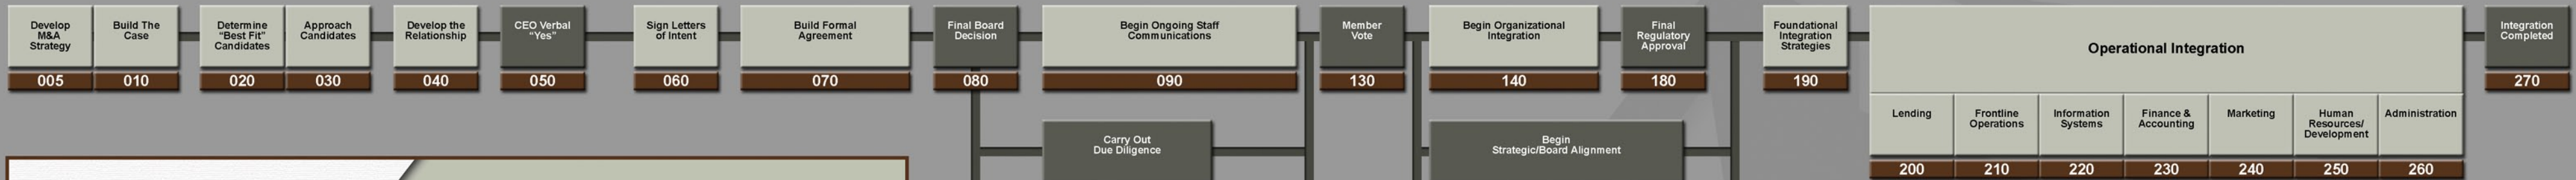 Develop
M&A
Strategy
005
Build The
Case
010
Determine
“Best Fit”
Candidates
020
Approach
Candidates
030
Develop the
Relationship
040
CEO Verbal
“Yes”
050
Sign Letters
of Intent
060
Build Formal
Agreement
070
Final Board
Decision
080
Begin Ongoing Staff
Communications
090
Carry Out
Due Diligence
Member
Vote
130
Begin Organizational
Integration
140
Begin
Strategic/Board Alignment
Final
Regulatory
Approval
180
Foundational
Integration
Strategies
190
Operational Integration
Lending
200
Frontline
Operations
210
Information
Systems
220
Finance &
Accounting
230
Marketing
240
Human
Resources/
Development
250
Administration
260
Integration
Completed
270